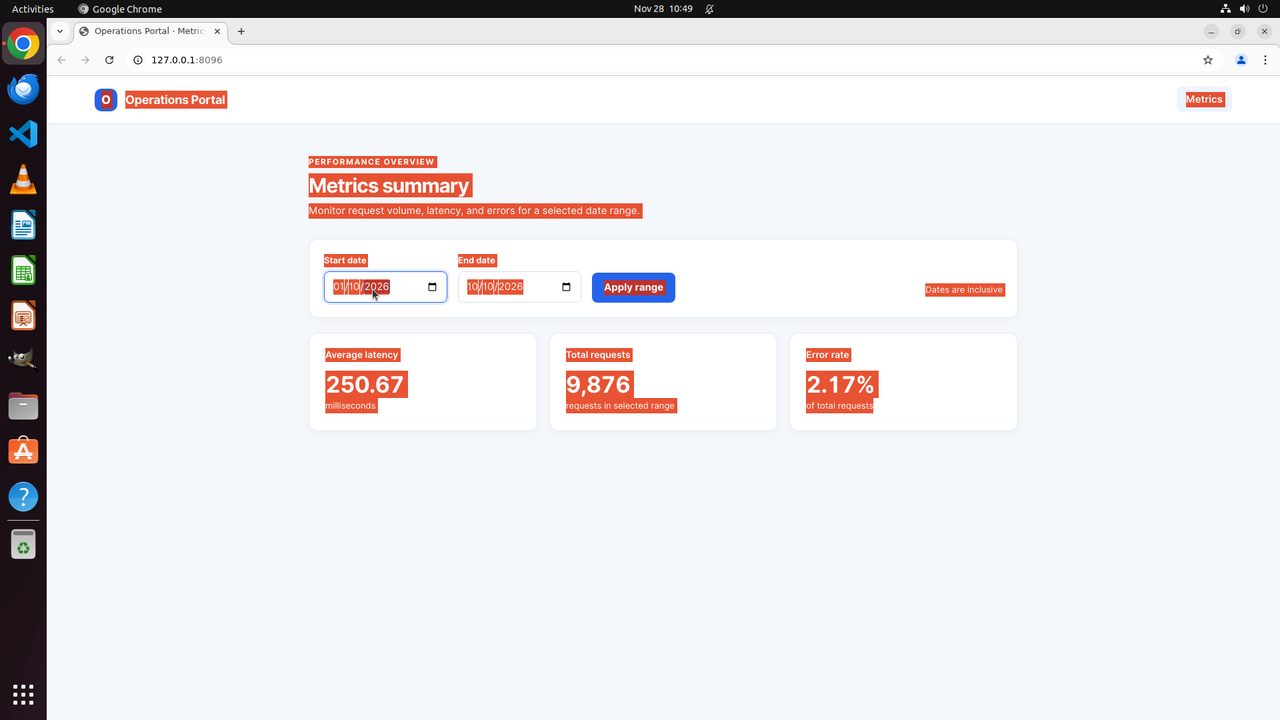 Activities
Google Chrome
Nov 28 10:49
Operations Portal · Metric
127.0.0.1:8096
O
Operations Portal
Metrics
PERFORMANCE OVERVIEW
Metrics summary
Monitor request volume, latency, and errors for a selected date range.
Start date
End date
01/10/2026
10/10/2026
Apply range
Dates are inclusive
Average latency
250.67
milliseconds
Total requests
9,876
requests in selected range
Error rate
2.17%
of total requests